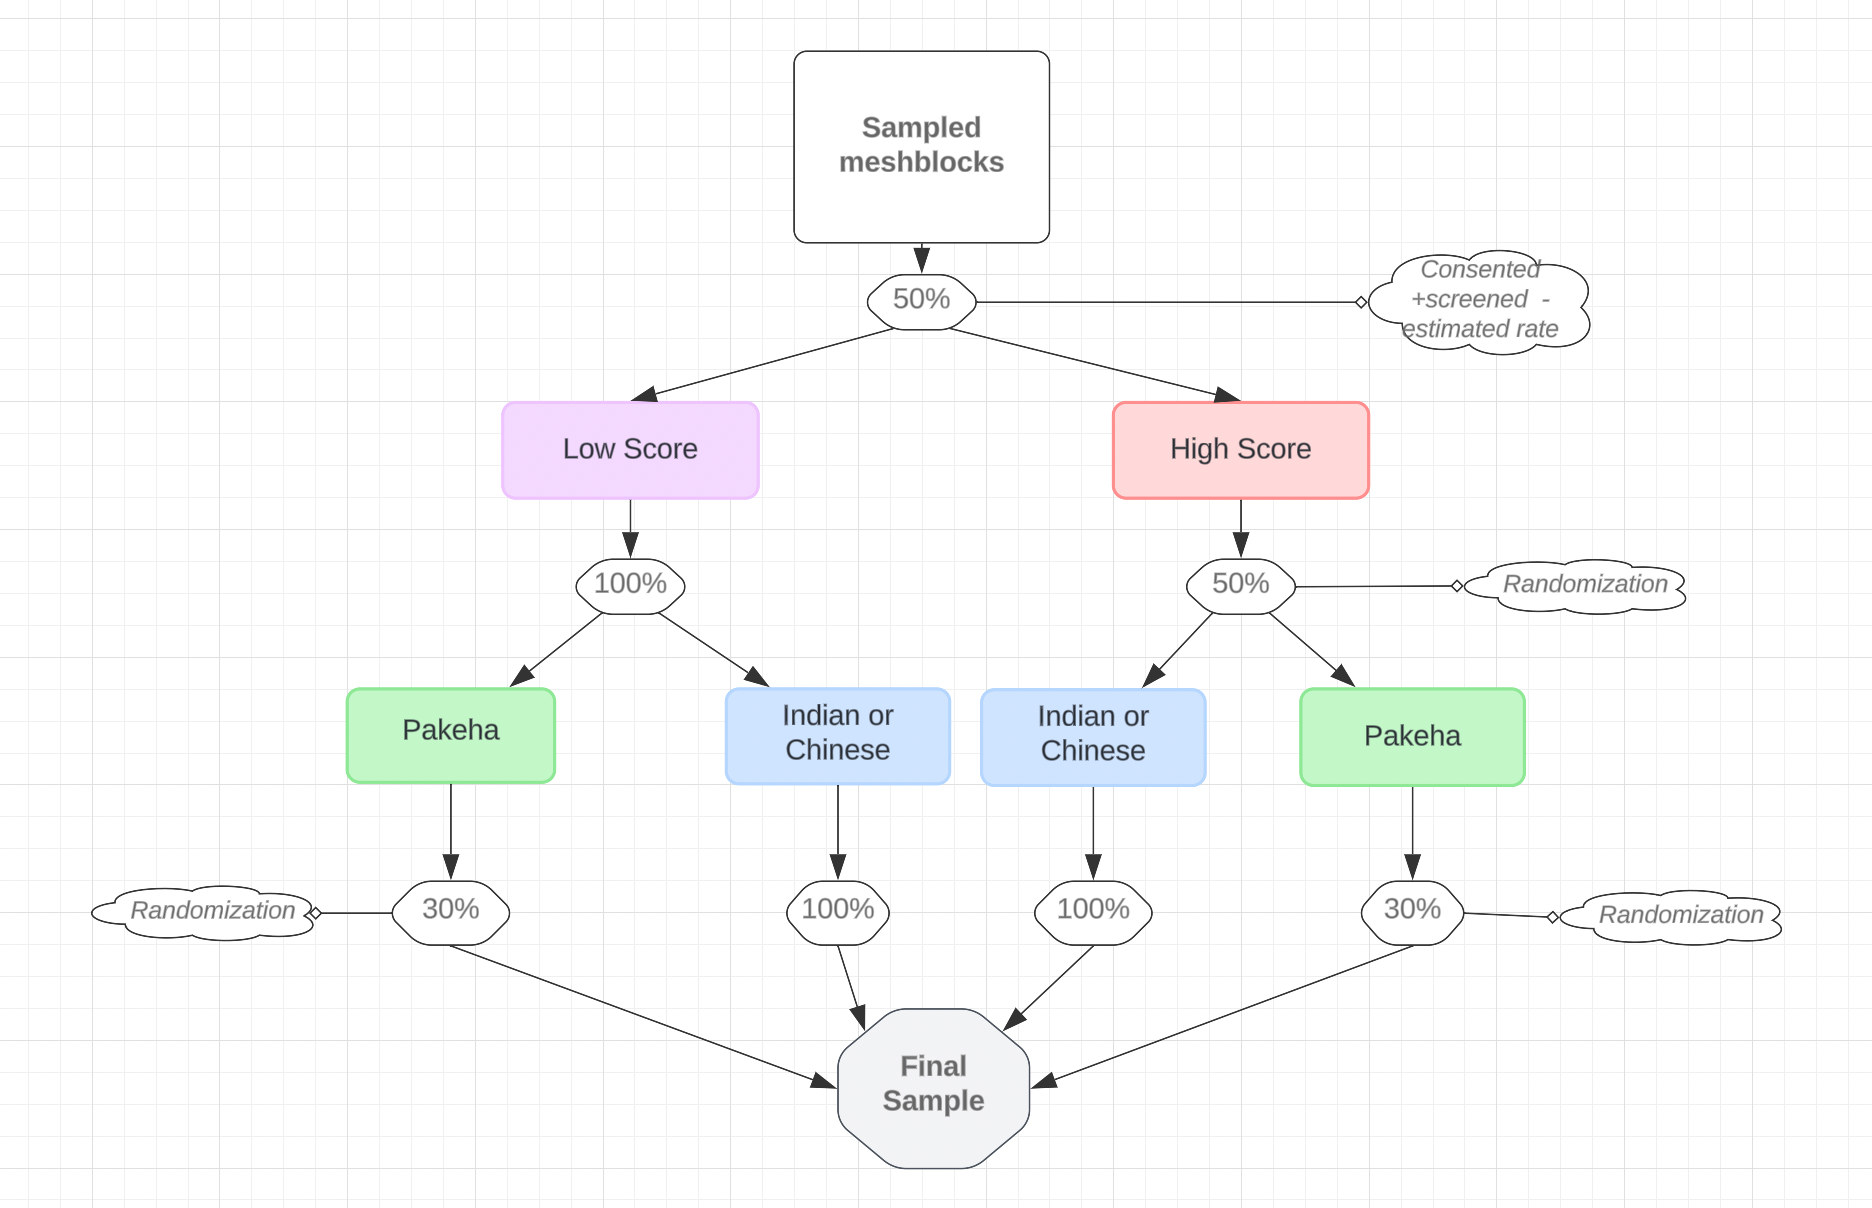 Sampled
meshblocks
50%
Consented
+screened -
estimated rate
Low Score
High Score
100%
50%
Randomization
Pakeha
Indian or
Chinese
Indian or
Chinese
Pakeha
Randomization
30%
100%
100%
30%
Randomization
Final
Sample